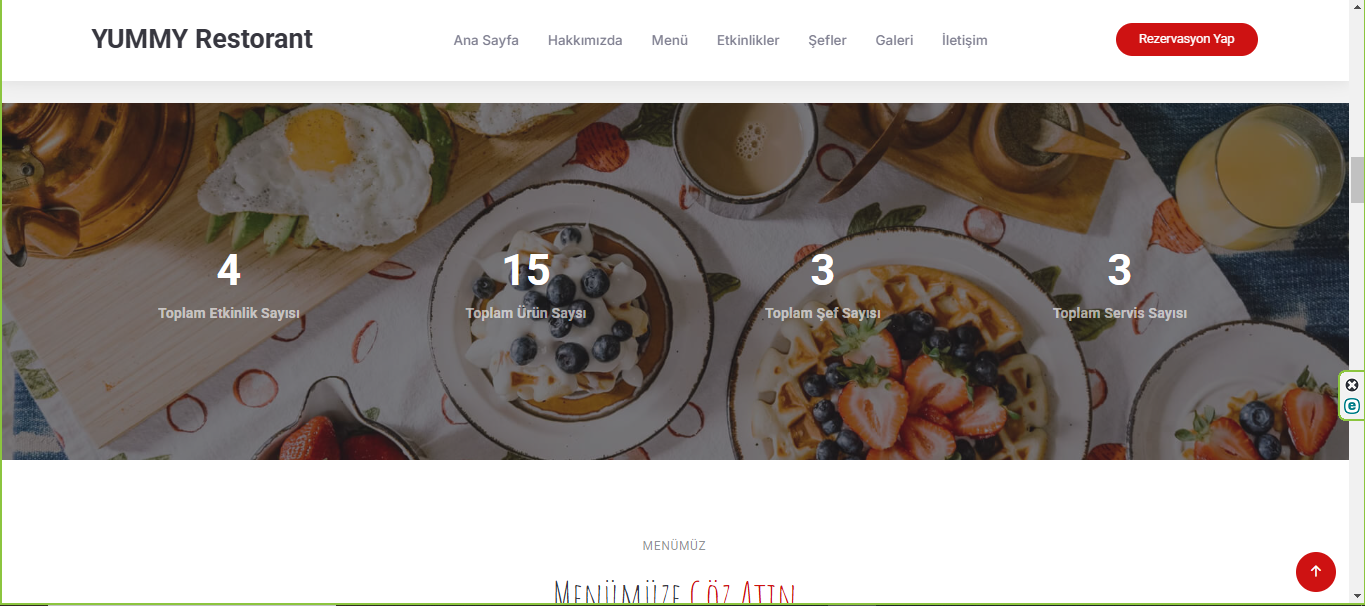 YUMMY Restorant
Ana Sayfa Hakkımızda Menü Etkinlikler Şefler Galeri İletişim
Rezervasyon Yap
4 15 3 3
Toplam Etkinlik Sayısı Toplam Ürün Saysı Toplam Şef Sayısı Toplam Servis Sayısı
MENÜMÜZ
Menümüze Göz Atın